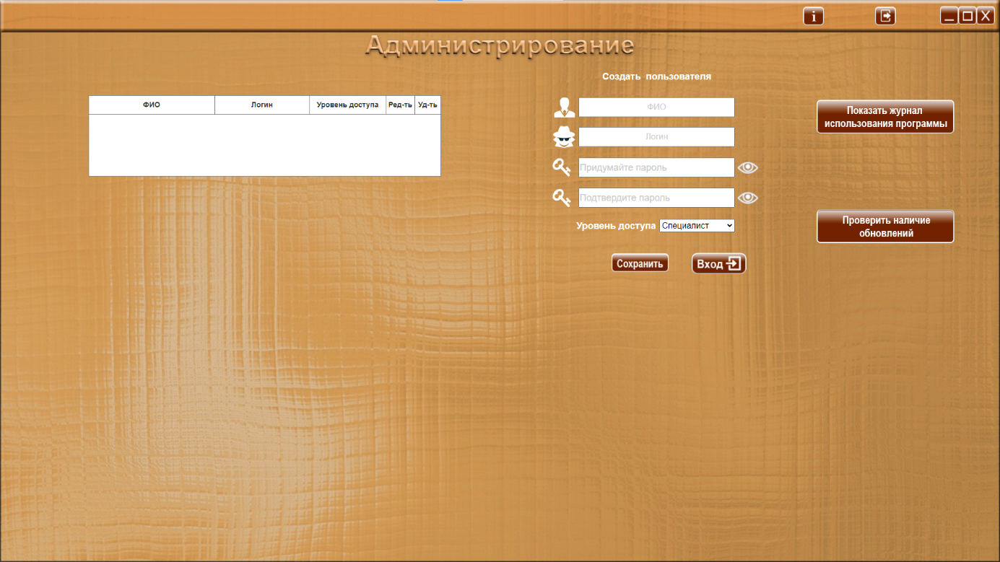 i
X
Администрирование
Создать пользователя
ФИО Логин Уровень доступа Ред-ть Уд-ть
ФИО
Логин
Придумайте пароль
Подтвердите пароль
Уровень доступа Специалист
Сохранить Вход
Показать журнал
использования программы
Проверить наличие
обновлений